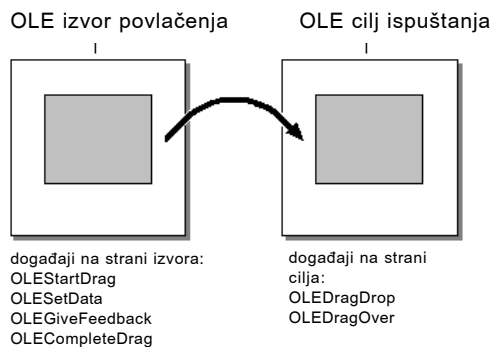 OLE izvor povlačenja
OLE cilj ispuštanja
događaji na strani izvora:
OLEStartDrag
OLESetData
OLEGiveFeedback
OLECompleteDrag
događaji na strani
cilja:
OLEDragDrop
OLEDragOver